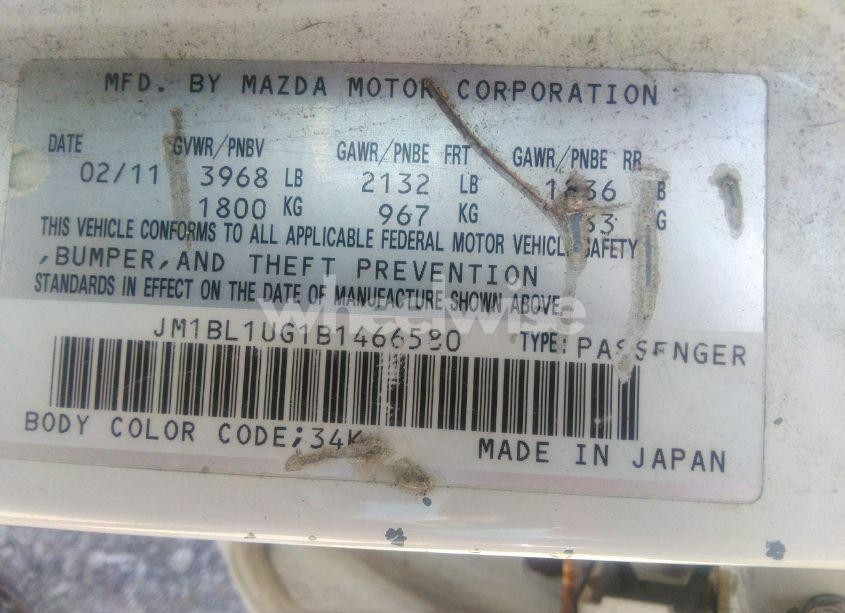 MFD. BY MAZDA MOTOR CORPORATION
DATE GVWR/PNBV GAWR/PNBE FRT GAWR/PNBE RR
02/11 3968 LB 2132 LB
1800 KG 967 KG
THIS VEHICLE CONFORMS TO ALL APPLICABLE FEDERAL MOTOR VEHICLE SAFETY
,BUMPER,AND THEFT PREVENTION
STANDARDS IN EFFECT ON THE DATE OF MANUFACTURE SHOWN ABOVE.
wheelwise
JM1BL1UG1B1466580 TYPE: PASSENGER
BODY COLOR CODE;34K
MADE IN JAPAN